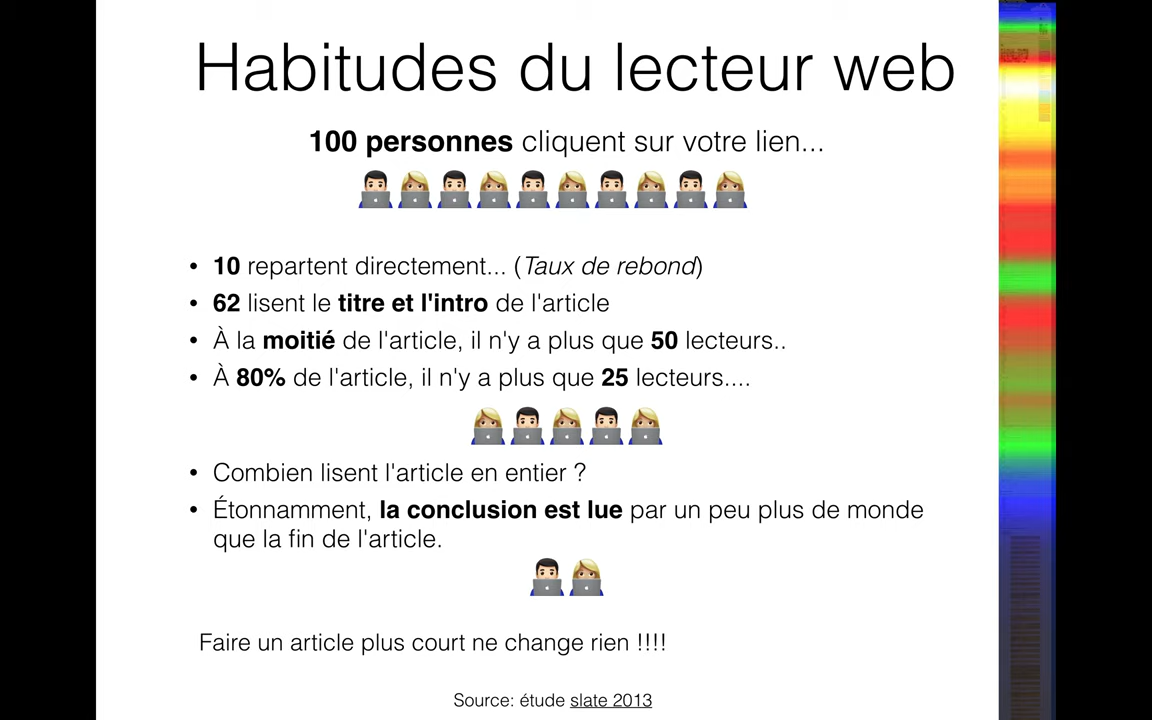 Habitudes du lecteur web
100 personnes cliquent sur votre lien...
• 10 repartent directement... (Taux de rebond)
• 62 lisent le titre et l'intro de l'article
• À la moitié de l'article, il n'y a plus que 50 lecteurs..
• À 80% de l'article, il n'y a plus que 25 lecteurs....
• Combien lisent l'article en entier ?
• Étonnamment, la conclusion est lue par un peu plus de monde
que la fin de l'article.
Faire un article plus court ne change rien !!!!
Source: étude slate 2013